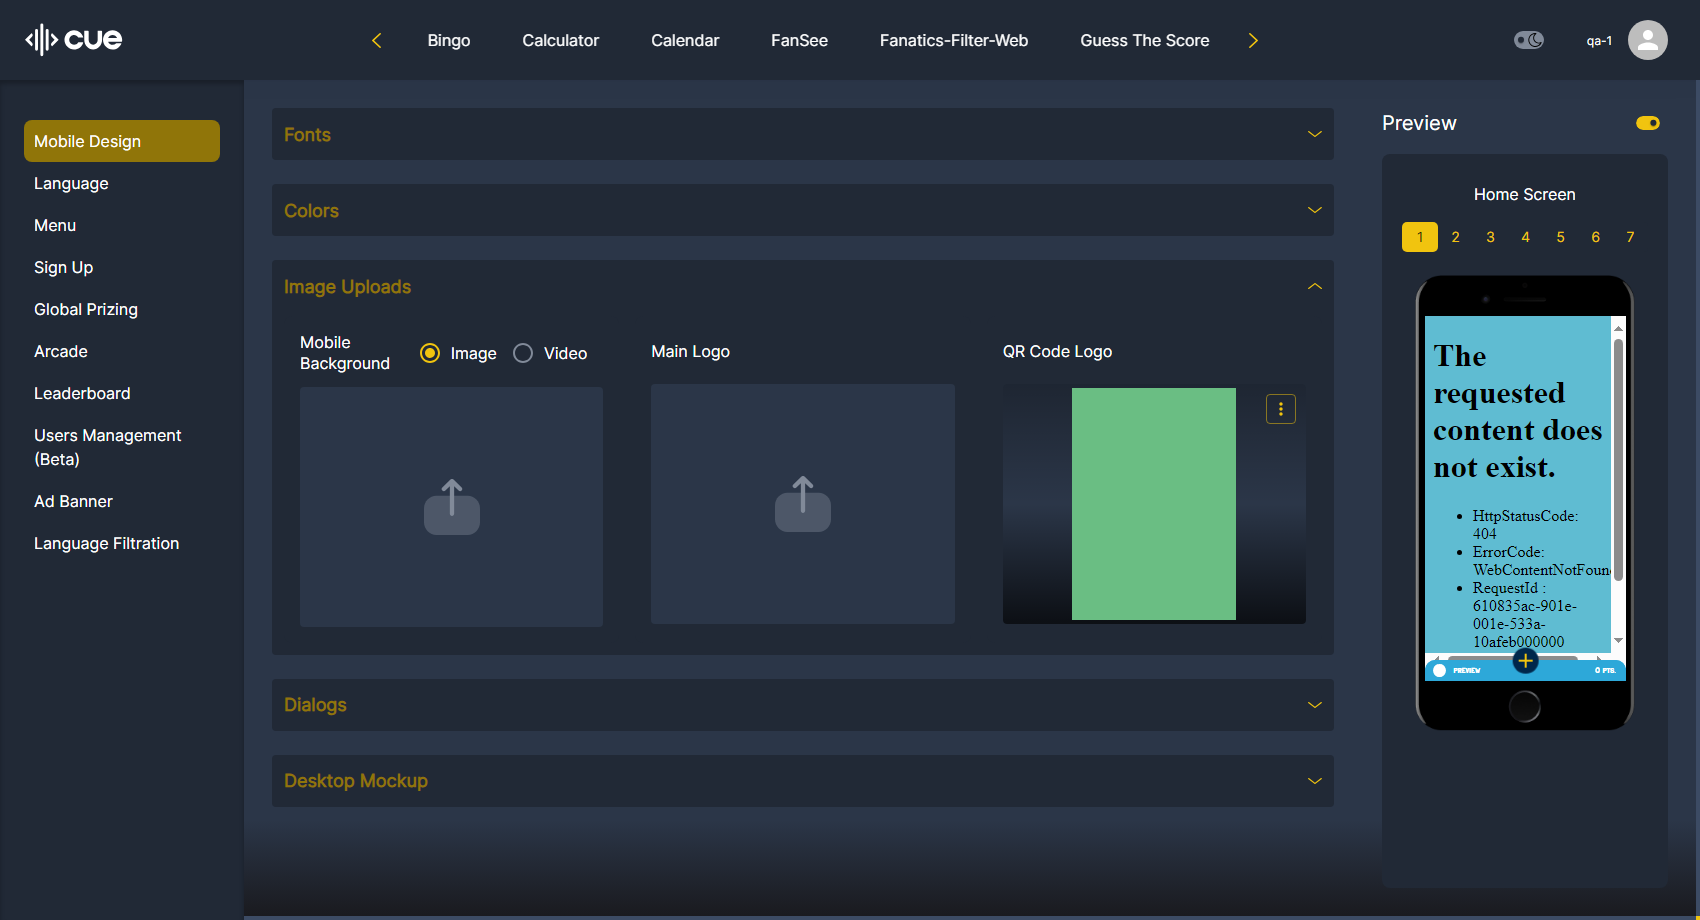 cue
Bingo
Calculator
Calendar
FanSee
Fanatics-Filter-Web
Guess The Score
qa-1
Mobile Design
Language
Menu
Sign Up
Global Prizing
Arcade
Leaderboard
Users Management
(Beta)
Ad Banner
Language Filtration
Fonts
Colors
Image Uploads
Mobile
Background
Image
Video
Main Logo
QR Code Logo
Dialogs
Desktop Mockup
Preview
Home Screen
1 2 3 4 5 6 7
The
requested
content does
not exist.
HttpStatusCode:
404
ErrorCode:
WebContentNotFoun
RequestId :
610835ac-901e-
001e-533a-
10afeb000000
PREVIEW
0 PTS.